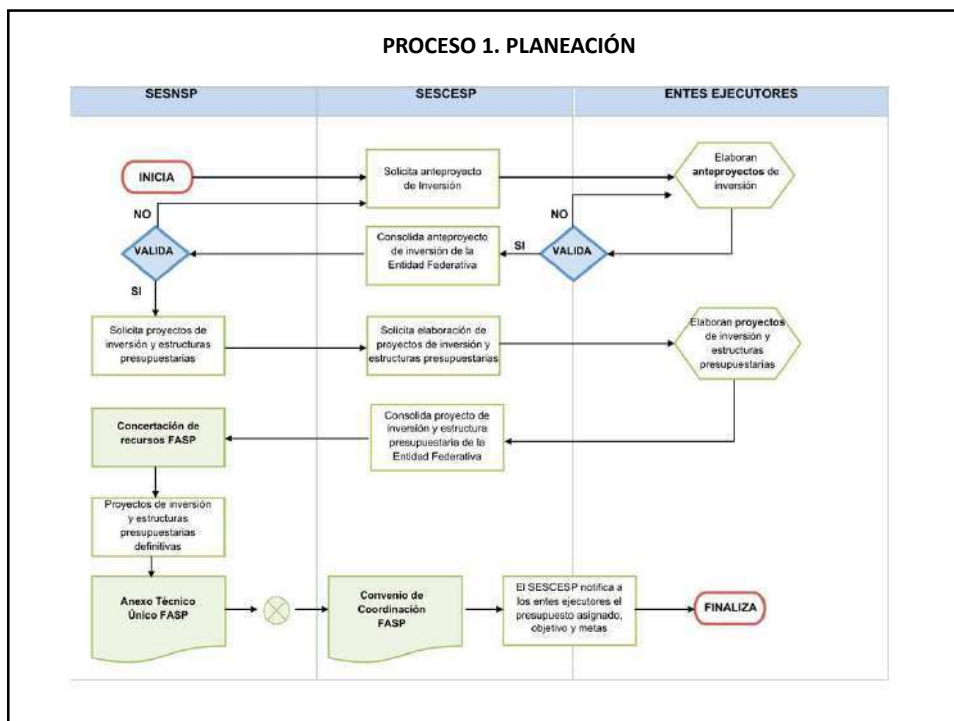 PROCESO 1. PLANEACIÓN
SESNSP
SESCESP
ENTES EJECUTORES
INICIA
Solicita anteproyecto
de Inversión
Elaboran
anteproyectos de
inversión
NO
NO
VALIDA
Consolida anteproyecto
de inversión de la
Entidad Federativa
SI
VALIDA
SI
Solicita proyectos de
inversión y estructuras
presupuestarias
Solicita elaboración de
proyectos de inversión y
estructuras presupuestarias
Elaboran proyectos
de inversión y
estructuras
presupuestarias
Concertación de
recursos FASP
Consolida proyecto de
inversión y estructura
presupuestaria de la
Entidad Federativa
Proyectos de inversión
y estructuras
presupuestarias
definitivas
Anexo Técnico
Único FASP
Convenio de
Coordinación
FASP
El SESCESP notifica a
los entes ejecutores el
presupuesto asignado,
objetivo y metas
FINALIZA